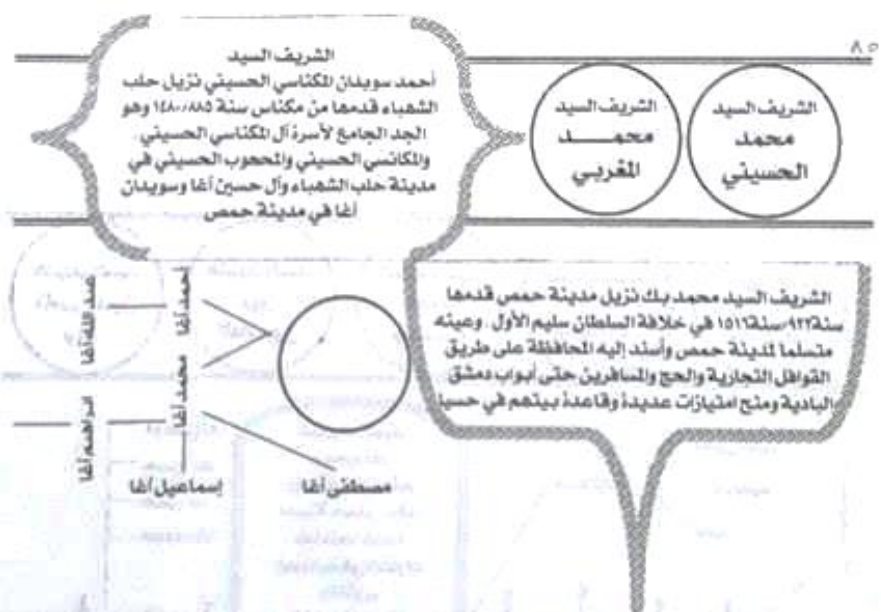 ٨٥
الشريف السيد
محمد
الحسيني
الشريف السيد
محمد
المغربي
الشريف السيد
أحمد سويدان المكناسي الحسيني نزيل حلب
الشهباء قدمها من مكناس سنة ٨٨٥/١٤٨٠ وهو
الجد الجامع لأسرة آل المكناسي الحسيني .
والمكانسي الحسيني والمحجوب الحسيني في
مدينة حلب الشهباء وآل حسين آغا وسويدان
آغا في مدينة حمص
الشريف السيد محمد بك نزيل مدينة حمص قدمها
سنة٩٢٢/سنة١٥١٦ في خلافة السلطان سليم الأول . وعينه
متسلما لمدينة حمص وأسند إليه المحافظة على طريق
القوافل التجارية والحج والمسافرين حتى أبواب دمشق
البادية ومنح امتيازات عديدة وقاعدة بيتهم في حسيا
أحمد آغا
عبد الله آغا
محمد آغا
ابراهيم آغا
مصطفى آغا
إسماعيل آغا